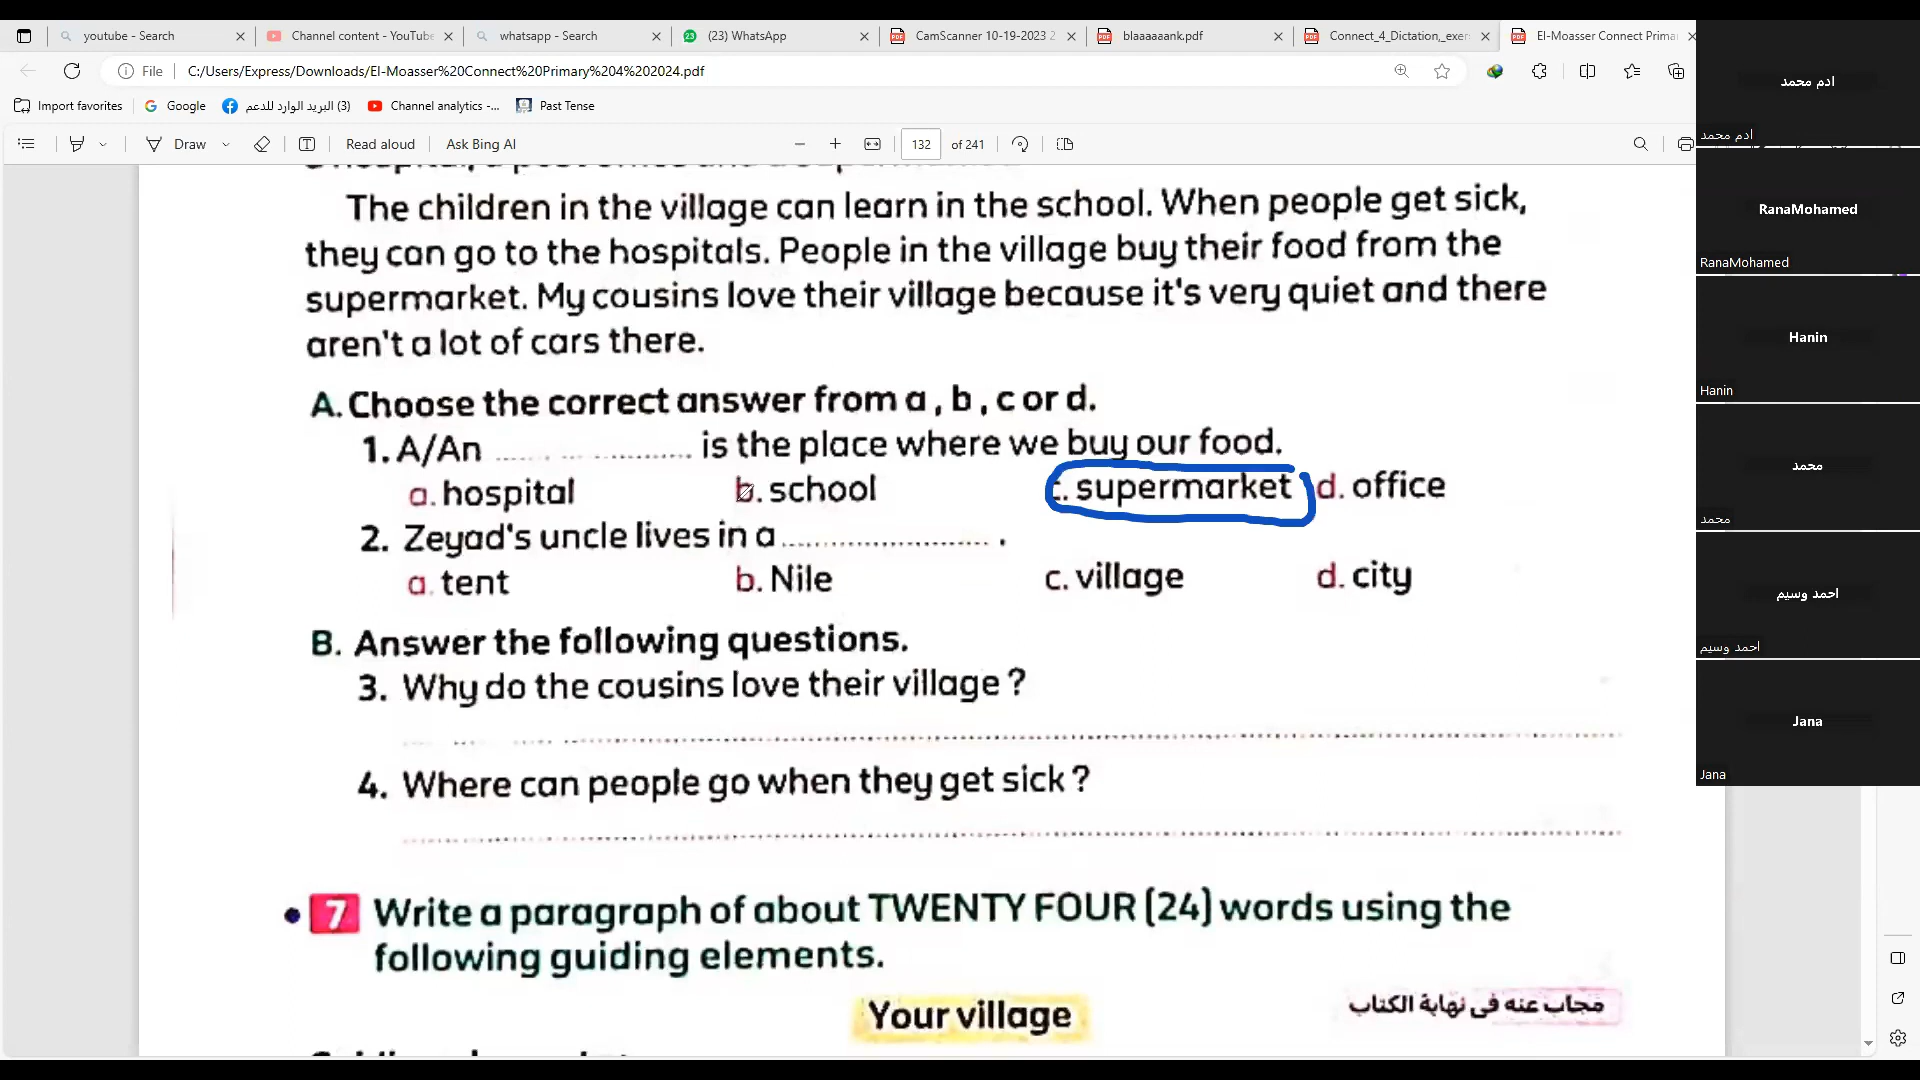 youtube - Search
Channel content - YouTube
whatsapp - Search
(23) WhatsApp
CamScanner 10-19-2023 2
blaaaaaank.pdf
Connect_4_Dictation,_exer
El-Moasser Connect Prima
File
C:/Users/Express/Downloads/El-Moasser%20Connect%20Primary%204%202024.pdf
Import favorites
Google
(3) البريد الوارد للدعم
Channel analytics -...
Past Tense
Draw
Read aloud
Ask Bing AI
132 of 241
The children in the village can learn in the school. When people get sick,
they can go to the hospitals. People in the village buy their food from the
supermarket. My cousins love their village because it's very quiet and there
aren't a lot of cars there.
A. Choose the correct answer from a , b , c or d.
1. A/An .................... is the place where we buy our food.
a. hospital b. school c. supermarket d. office
2. Zeyad's uncle lives in a ...................... .
a. tent b. Nile c. village d. city
B. Answer the following questions.
3. Why do the cousins love their village ?
4. Where can people go when they get sick ?
7 Write a paragraph of about TWENTY FOUR (24) words using the
following guiding elements.
Your village
مجاب عنه فى نهاية الكتاب
ادم محمد
ادم محمد
RanaMohamed
RanaMohamed
Hanin
Hanin
محمد
محمد
احمد وسيم
احمد وسيم
Jana
Jana